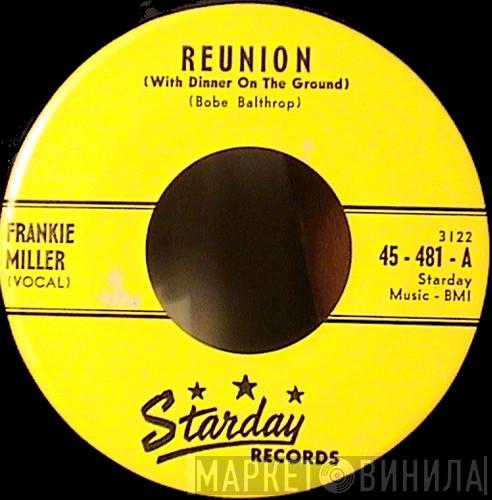 REUNION
(With Dinner On The Ground)
(Bobe Balthrop)
FRANKIE
MILLER
(VOCAL)
3122
45-481-A
Starday
Music - BMI
Starday
RECORDS
МАРКЕТ ВИНИЛА